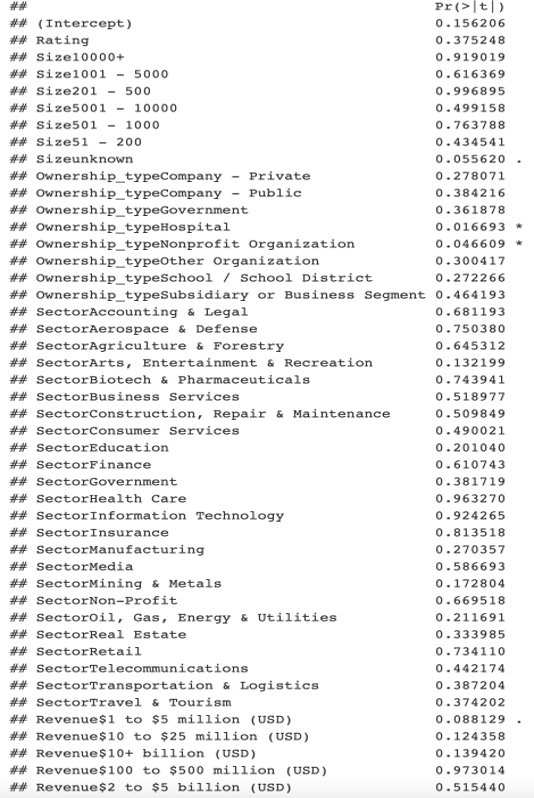 ## Pr(>|t|)
## (Intercept) 0.156206
## Rating 0.375248
## Size10000+ 0.919019
## Size1001 - 5000 0.616369
## Size201 - 500 0.996895
## Size5001 - 10000 0.499158
## Size501 - 1000 0.763788
## Size51 - 200 0.434541
## Sizeunknown 0.055620 .
## Ownership_typeCompany - Private 0.278071
## Ownership_typeCompany - Public 0.384216
## Ownership_typeGovernment 0.361878
## Ownership_typeHospital 0.016693 *
## Ownership_typeNonprofit Organization 0.046609 *
## Ownership_typeOther Organization 0.300417
## Ownership_typeSchool / School District 0.272266
## Ownership_typeSubsidiary or Business Segment 0.464193
## SectorAccounting & Legal 0.681193
## SectorAerospace & Defense 0.750380
## SectorAgriculture & Forestry 0.645312
## SectorArts, Entertainment & Recreation 0.132199
## SectorBiotech & Pharmaceuticals 0.743941
## SectorBusiness Services 0.518977
## SectorConstruction, Repair & Maintenance 0.509849
## SectorConsumer Services 0.490021
## SectorEducation 0.201040
## SectorFinance 0.610743
## SectorGovernment 0.381719
## SectorHealth Care 0.963270
## SectorInformation Technology 0.924265
## SectorInsurance 0.813518
## SectorManufacturing 0.270357
## SectorMedia 0.586693
## SectorMining & Metals 0.172804
## SectorNon-Profit 0.669518
## SectorOil, Gas, Energy & Utilities 0.211691
## SectorReal Estate 0.333985
## SectorRetail 0.734110
## SectorTelecommunications 0.442174
## SectorTransportation & Logistics 0.387204
## SectorTravel & Tourism 0.374202
## Revenue$1 to $5 million (USD) 0.088129 .
## Revenue$10 to $25 million (USD) 0.124358
## Revenue$10+ billion (USD) 0.139420
## Revenue$100 to $500 million (USD) 0.973014
## Revenue$2 to $5 billion (USD) 0.515440